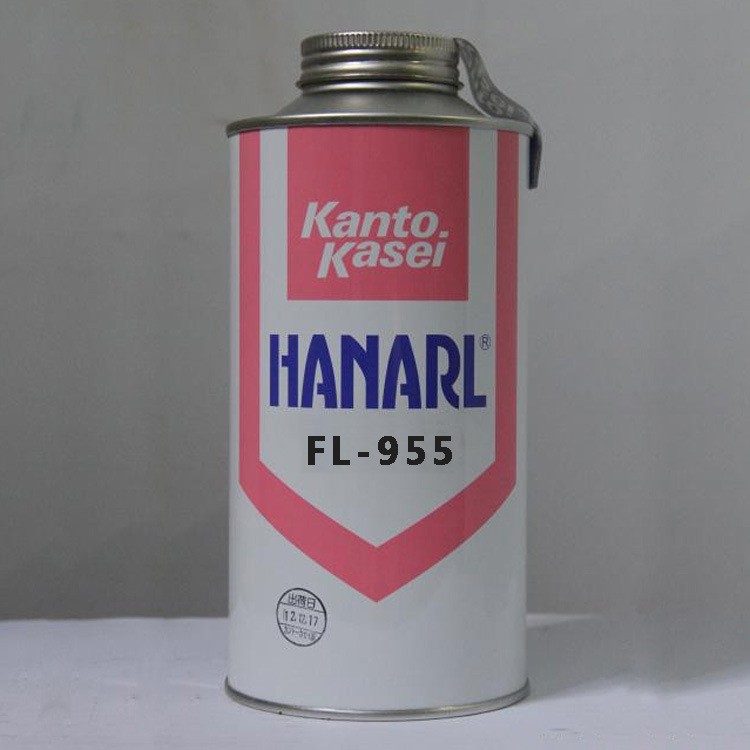 Kanto
Kasei
HANARL®
FL-955
出荷日